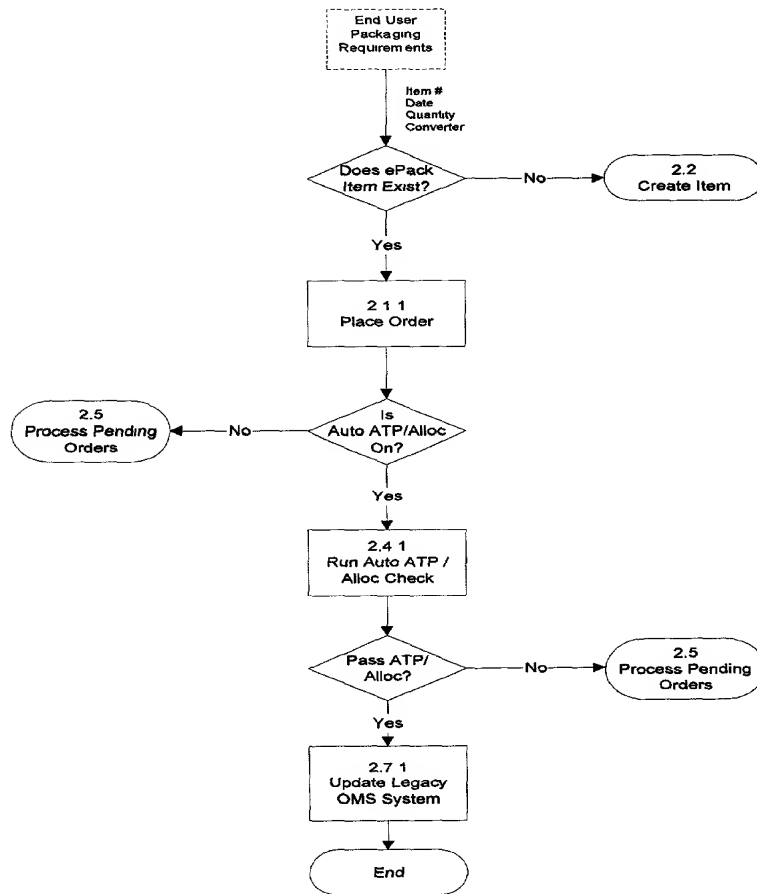 End User
Packaging
Requirements
Item #
Date
Quantity
Converter
Does ePack
Item Exist?
No
2.2
Create Item
Yes
2 1 1
Place Order
Is
Auto ATP/Alloc
On?
No
2.5
Process Pending
Orders
Yes
2.4 1
Run Auto ATP /
Alloc Check
Pass ATP/
Alloc?
No
2.5
Process Pending
Orders
Yes
2.7 1
Update Legacy
OMS System
End